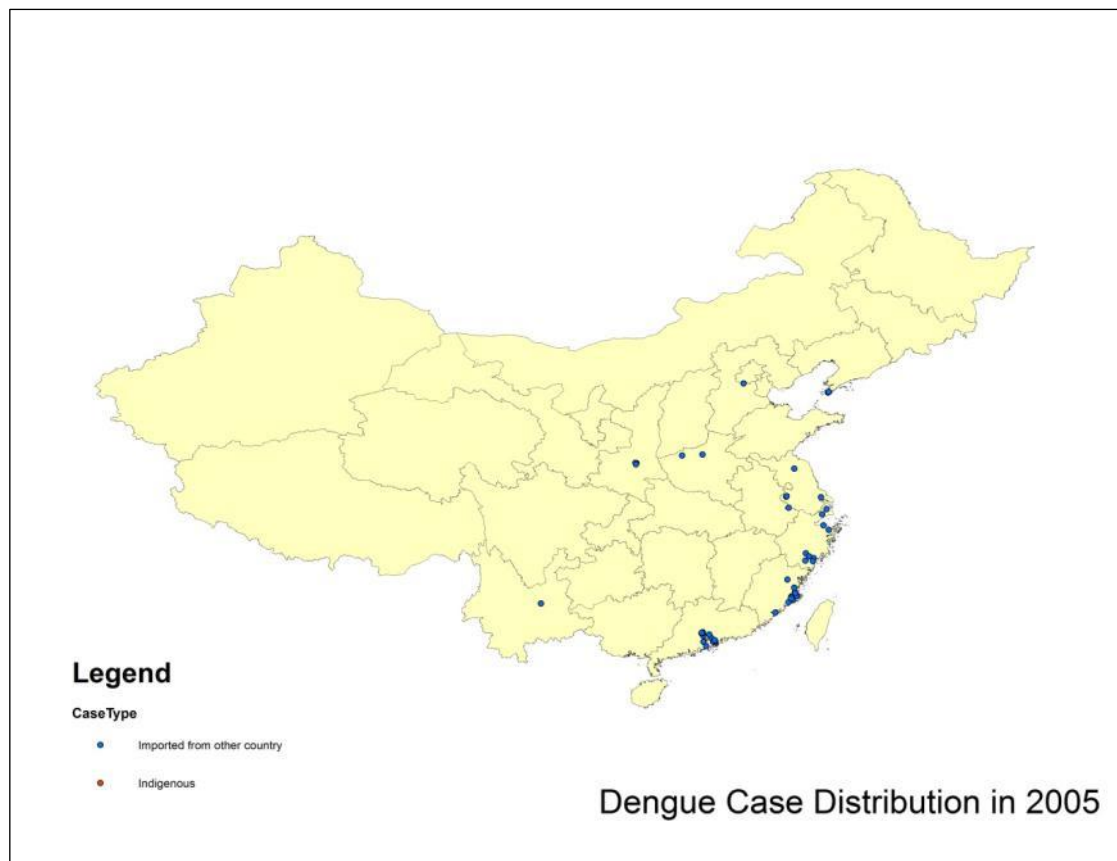 Legend
CaseType
Imported from other country
Indigenous
Dengue Case Distribution in 2005